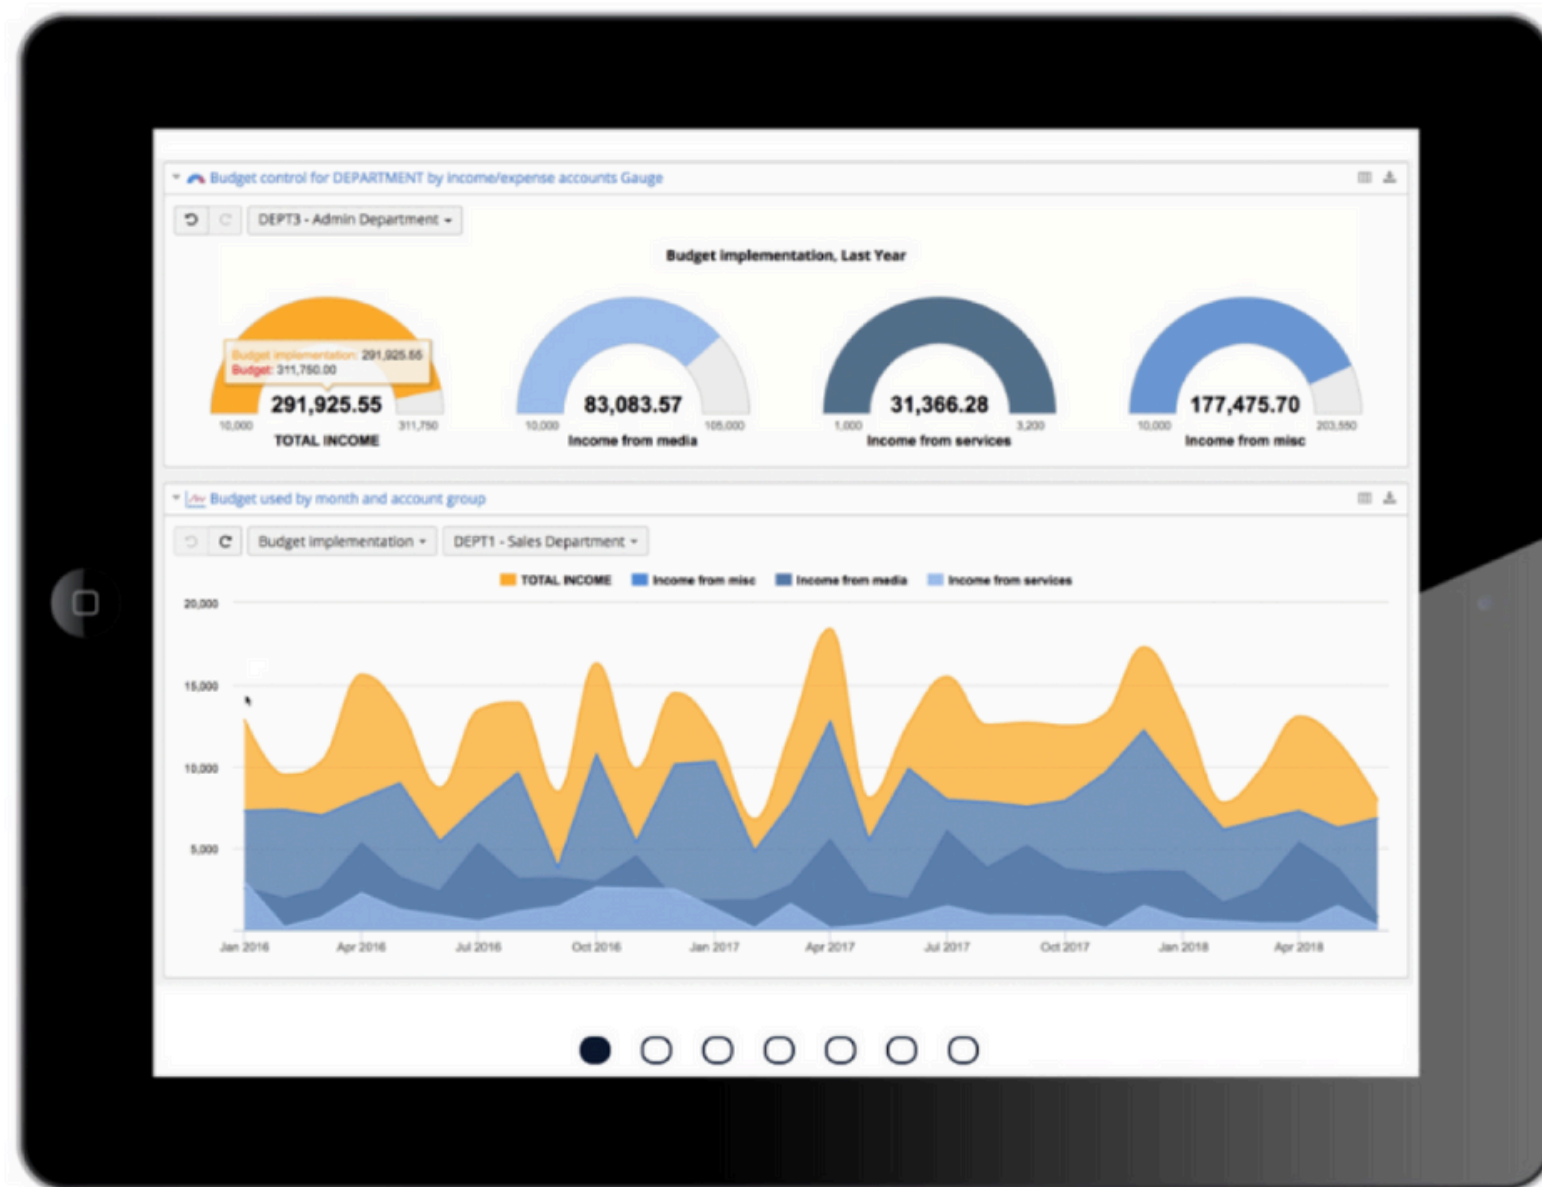 Budget control for DEPARTMENT by income/expense accounts Gauge
DEPT3 - Admin Department
Budget implementation, Last Year
Budget implementation: 291,925.55
Budget: 311,750.00
291,925.55 83,083.57 31,366.28 177,475.70
10,000 311,750 10,000 105,000 1,000 3,200 10,000 203,550
TOTAL INCOME Income from media Income from services Income from misc
Budget used by month and account group
Budget implementation DEPT1 - Sales Department
TOTAL INCOME Income from misc Income from media Income from services
20,000
15,000
10,000
5,000
Jan 2016 Apr 2016 Jul 2016 Oct 2016 Jan 2017 Apr 2017 Jul 2017 Oct 2017 Jan 2018 Apr 2018